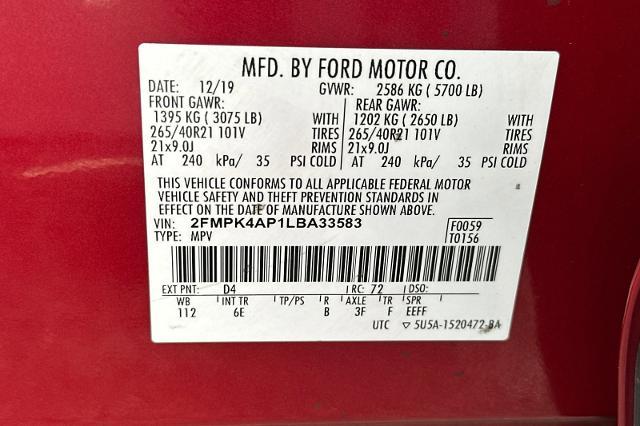 MFD. BY FORD MOTOR CO.
DATE: 12/19 GVWR: 2586 KG ( 5700 LB)
FRONT GAWR: REAR GAWR:
1395 KG ( 3075 LB) WITH 1202 KG ( 2650 LB) WITH
265/40R21 101V TIRES 265/40R21 101V TIRES
21x9.0J RIMS 21x9.0J RIMS
AT 240 kPa/ 35 PSI COLD AT 240 kPa/ 35 PSI COLD
THIS VEHICLE CONFORMS TO ALL APPLICABLE FEDERAL MOTOR
VEHICLE SAFETY AND THEFT PREVENTION STANDARDS IN
EFFECT ON THE DATE OF MANUFACTURE SHOWN ABOVE.
VIN: 2FMPK4AP1LBA33583 F0059
TYPE: MPV T0156
EXT PNT: D4 RC: 72 DSO:
WB INT TR TP/PS R AXLE TR SPR
112 6E B 3F F EEFF
UTC ▽ 5U5A-1520472-BA